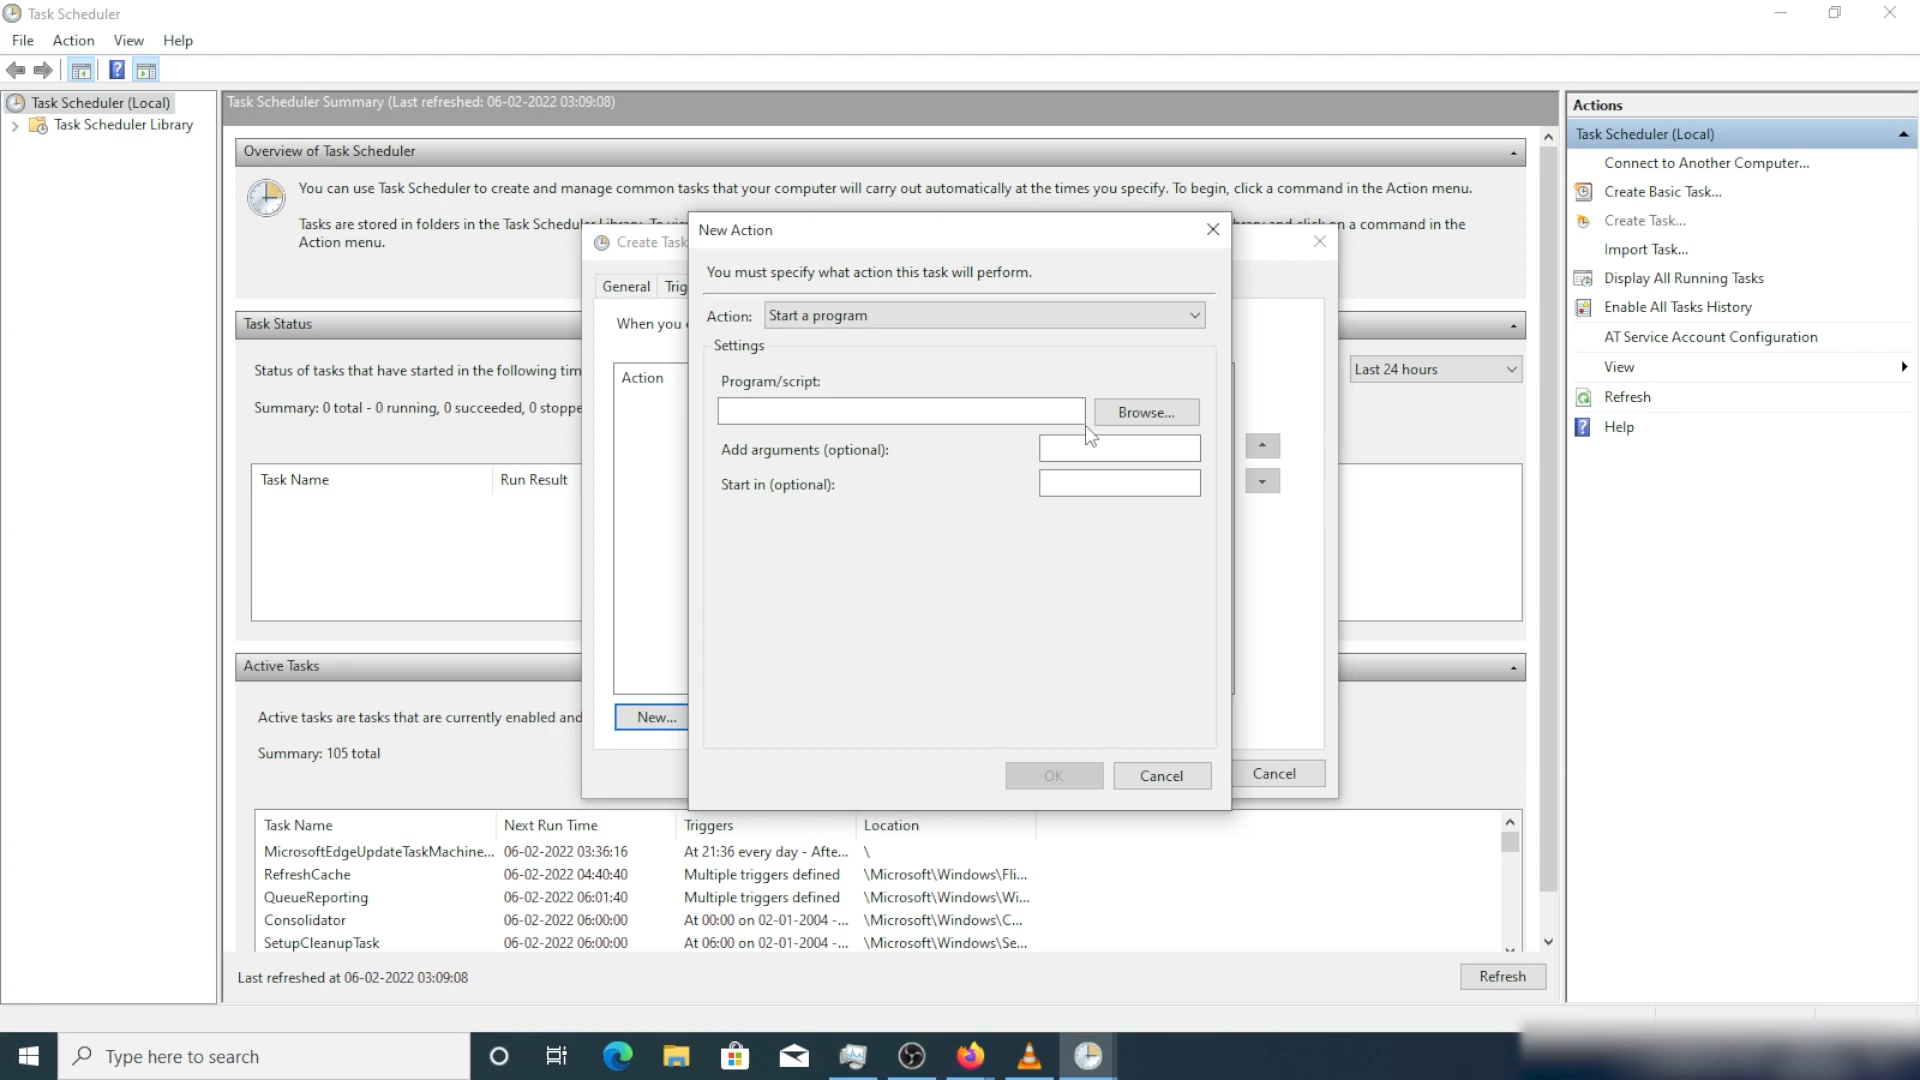 Task Scheduler
File Action View Help
Task Scheduler (Local)
Task Scheduler Library
Task Scheduler Summary (Last refreshed: 06-02-2022 03:09:08)
Overview of Task Scheduler
You can use Task Scheduler to create and manage common tasks that your computer will carry out automatically at the times you specify. To begin, click a command in the Action menu.
Tasks are stored in folders in the Task Scheduler
n a command in the
Action menu.
Task Status
Status of tasks that have started in the following tim
Last 24 hours
Summary: 0 total - 0 running, 0 succeeded, 0 stoppe
Task Name Run Result
Active Tasks
Active tasks are tasks that are currently enabled and
Summary: 105 total
Task Name Next Run Time Triggers Location
MicrosoftEdgeUpdateTaskMachine... 06-02-2022 03:36:16 At 21:36 every day - Afte... \
RefreshCache 06-02-2022 04:40:40 Multiple triggers defined \Microsoft\Windows\Fli...
QueueReporting 06-02-2022 06:01:40 Multiple triggers defined \Microsoft\Windows\Wi...
Consolidator 06-02-2022 06:00:00 At 00:00 on 02-01-2004 -... \Microsoft\Windows\C...
SetupCleanupTask 06-02-2022 06:00:00 At 06:00 on 02-01-2004 -... \Microsoft\Windows\Se...
Last refreshed at 06-02-2022 03:09:08
Refresh
Create Task
General Trig
When you
Action
New...
Cancel
New Action
You must specify what action this task will perform.
Action: Start a program
Settings
Program/script:
Browse...
Add arguments (optional):
Start in (optional):
OK Cancel
Actions
Task Scheduler (Local)
Connect to Another Computer...
Create Basic Task...
Create Task...
Import Task...
Display All Running Tasks
Enable All Tasks History
AT Service Account Configuration
View
Refresh
Help
Type here to search